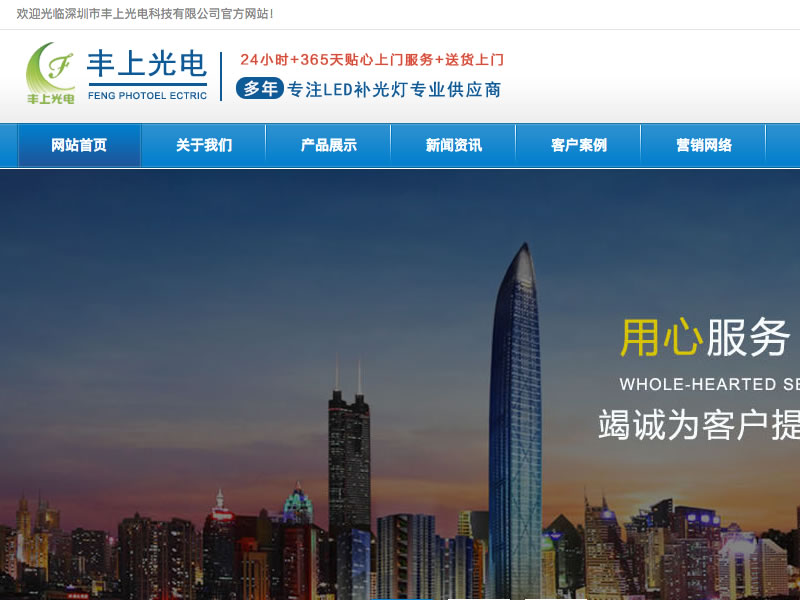 欢迎光临深圳市丰上光电科技有限公司官方网站！
丰上光电
丰上光电
FENG PHOTOEL ECTRIC
24小时+365天贴心上门服务+送货上门
多年 专注LED补光灯专业供应商
网站首页 关于我们 产品展示 新闻资讯 客户案例 营销网络
用心服务
WHOLE-HEARTED SE
竭诚为客户提